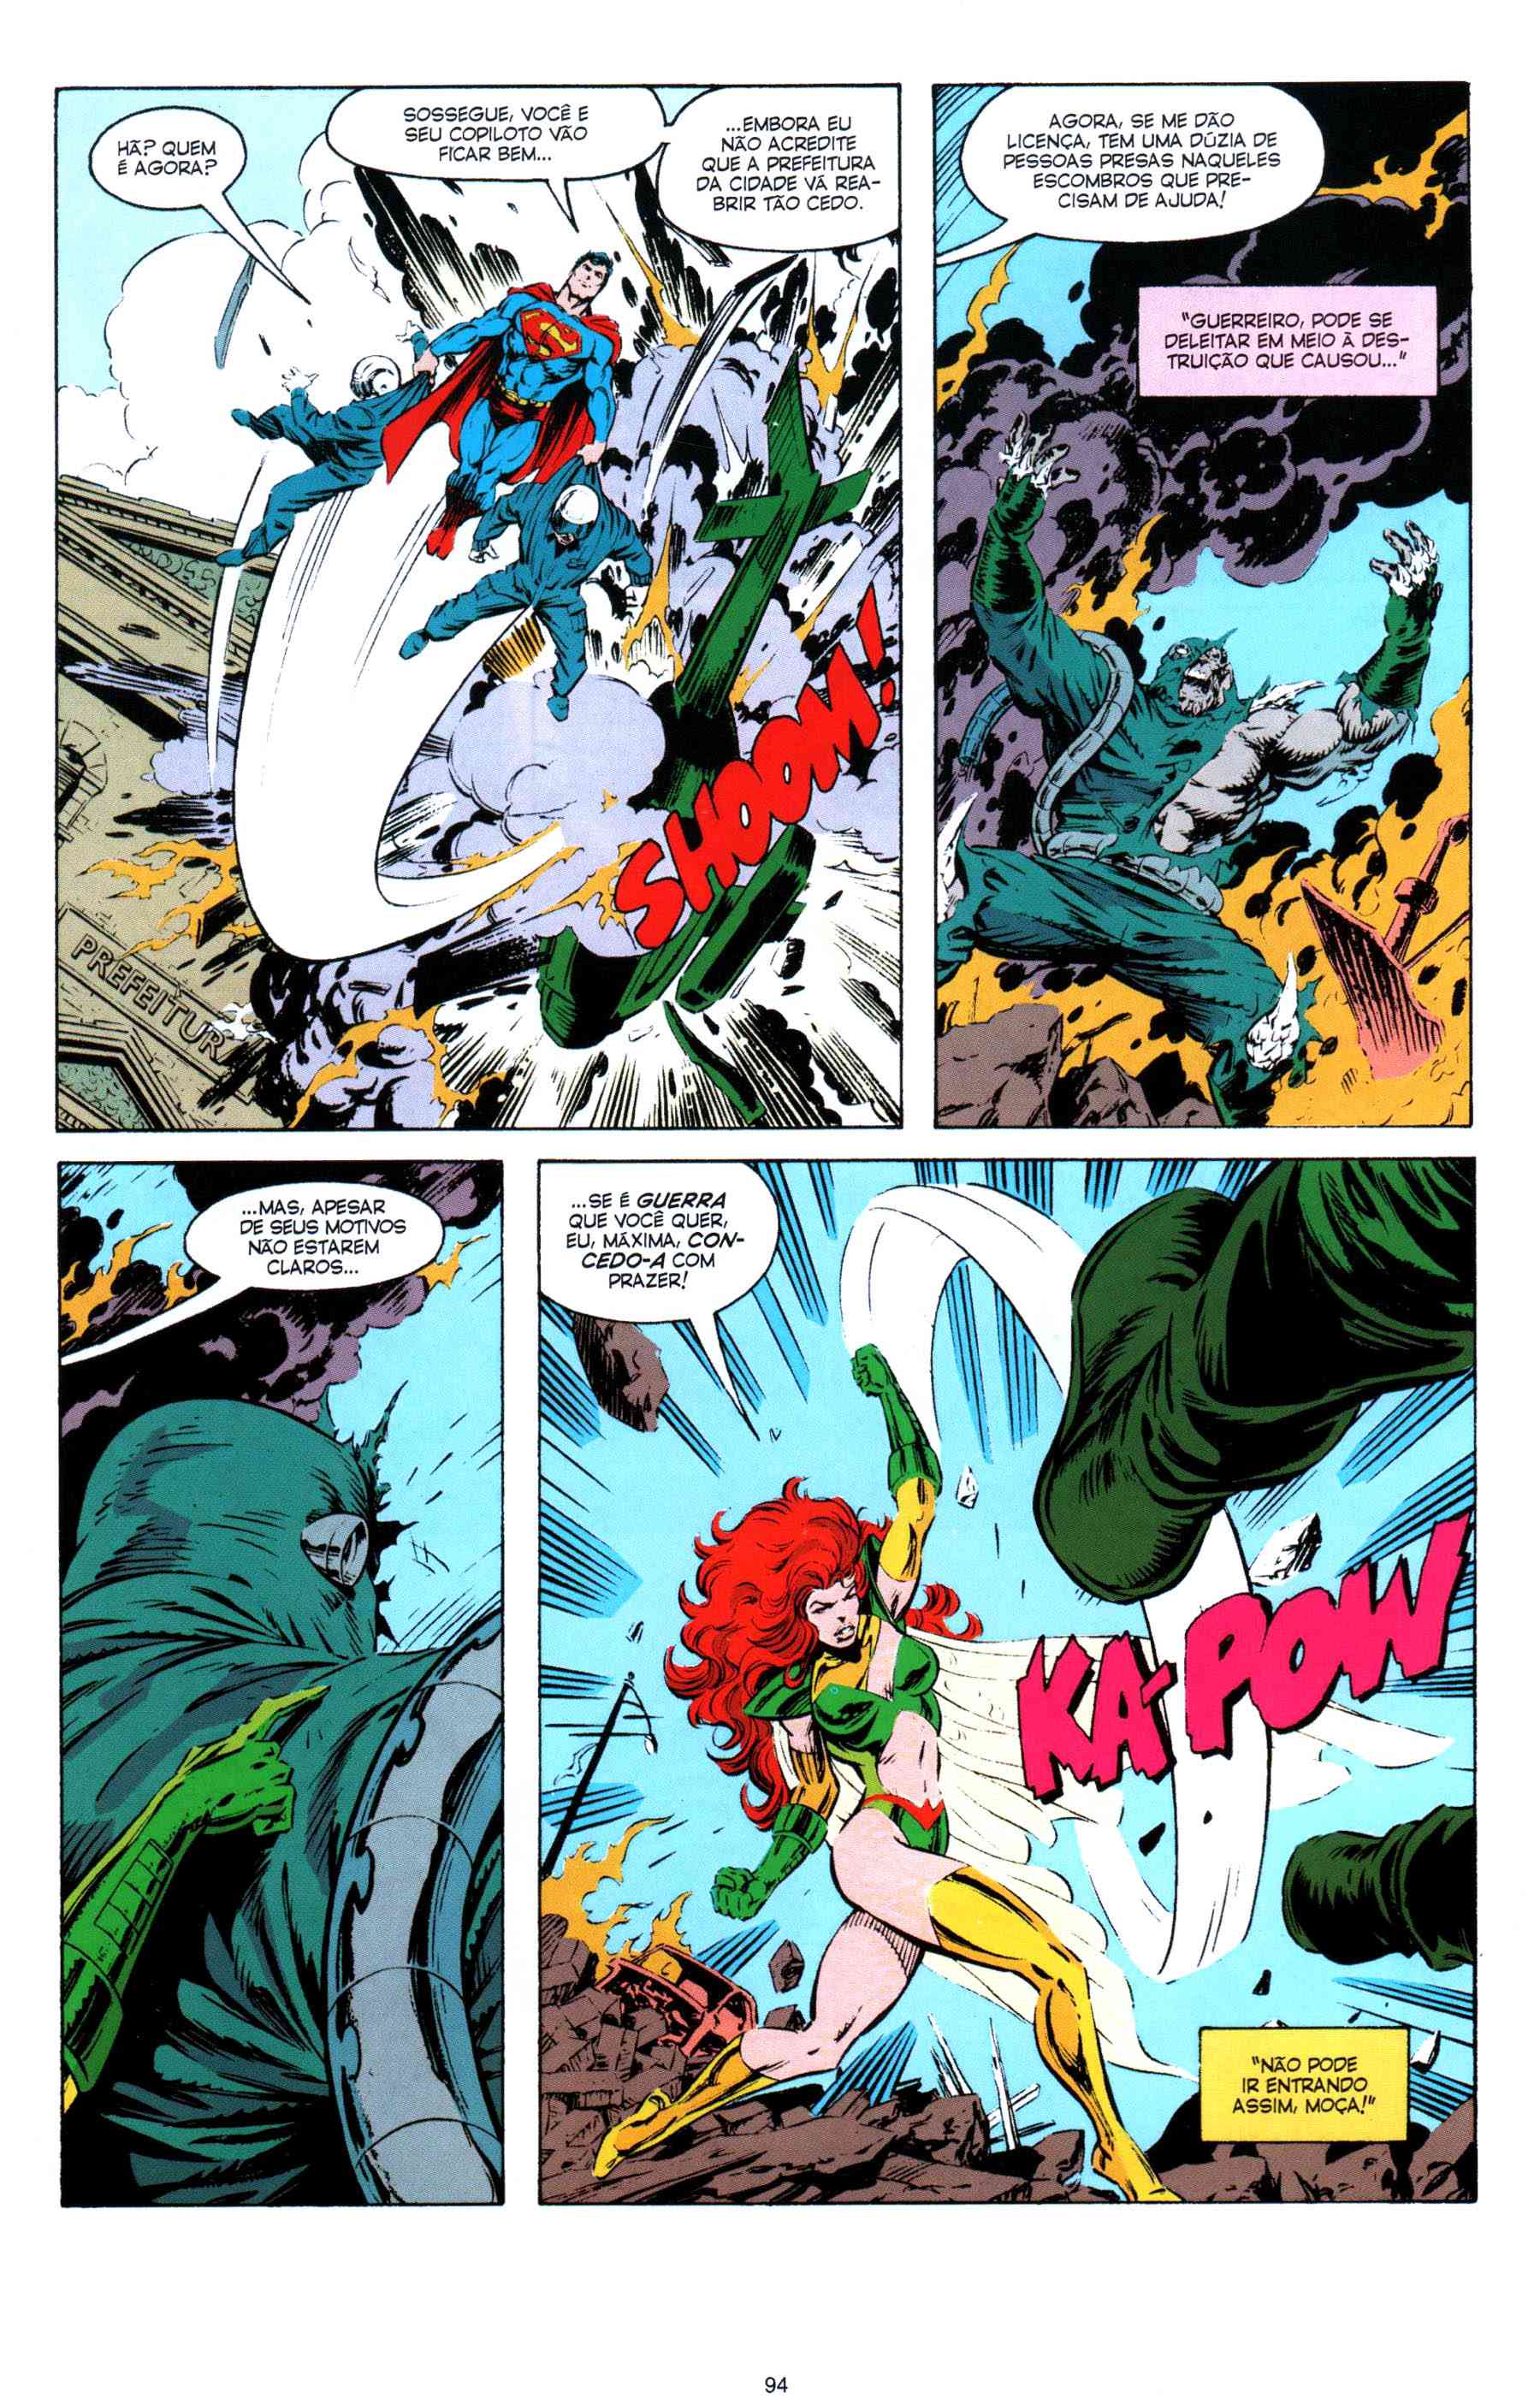 HÃ? QUEM
É AGORA?
SOSSEGUE, VOCÊ E
SEU COPILOTO VÃO
FICAR BEM...
...EMBORA EU
NÃO ACREDITE
QUE A PREFEITURA
DA CIDADE VÁ REA-
BRIR TÃO CEDO.
SHOOM!
PREFEITURA
AGORA, SE ME DÃO
LICENÇA, TEM UMA DÚZIA DE
PESSOAS PRESAS NAQUELES
ESCOMBROS QUE PRE-
CISAM DE AJUDA!
"GUERREIRO, PODE SE
DELEITAR EM MEIO À DES-
TRUIÇÃO QUE CAUSOU..."
...MAS, APESAR
DE SEUS MOTIVOS
NÃO ESTAREM
CLAROS...
...SE É GUERRA
QUE VOCÊ QUER,
EU, MÁXIMA, CON-
CEDO-A COM
PRAZER!
KA-POW
"NÃO PODE
IR ENTRANDO
ASSIM, MOÇA!"
94